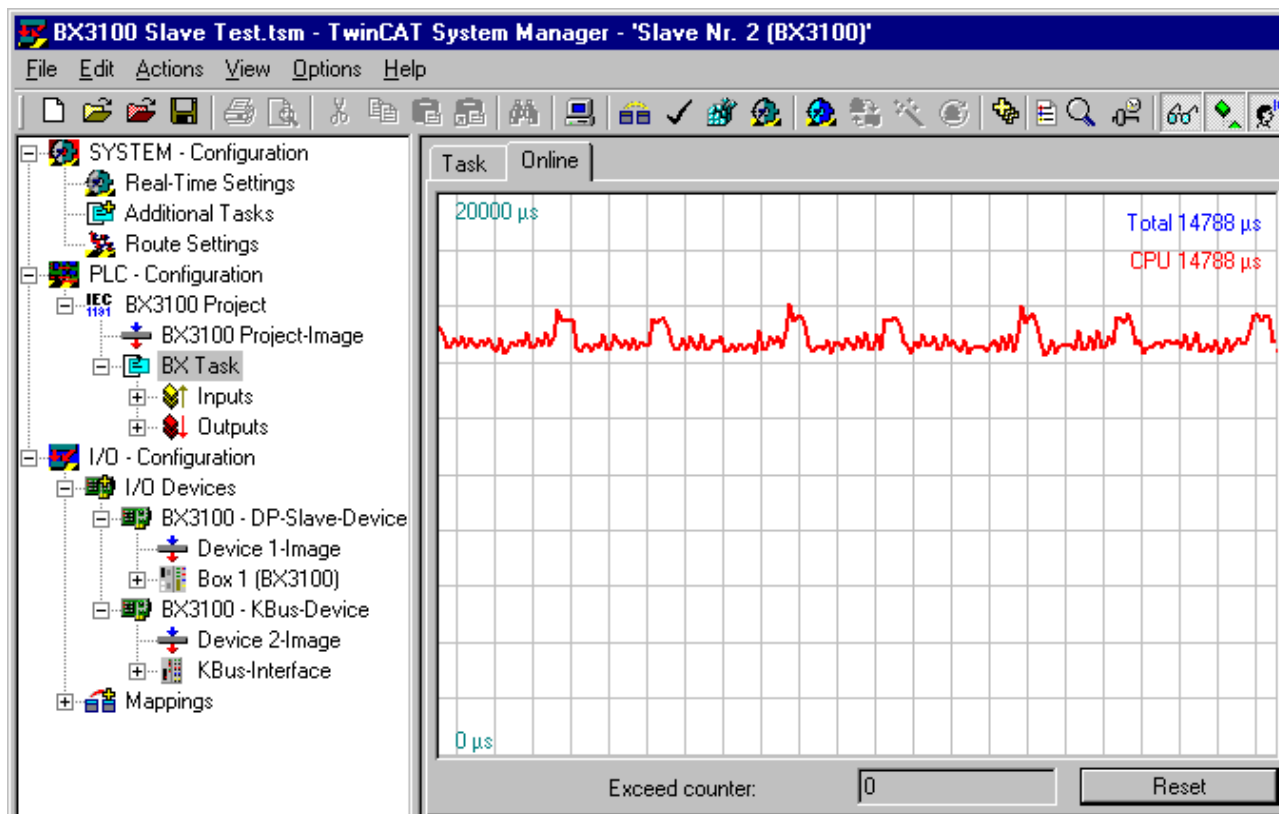 BX3100 Slave Test.tsm - TwinCAT System Manager - 'Slave Nr. 2 (BX3100)'
File Edit Actions View Options Help
SYSTEM - Configuration
Real-Time Settings
Additional Tasks
Route Settings
PLC - Configuration
IEC 1131 BX3100 Project
BX3100 Project-Image
BX Task
Inputs
Outputs
I/O - Configuration
I/O Devices
BX3100 - DP-Slave-Device
Device 1-Image
Box 1 (BX3100)
BX3100 - KBus-Device
Device 2-Image
KBus-Interface
Mappings
Task Online
20000 µs
Total 14788 µs
CPU 14788 µs
0 µs
Exceed counter: 0 Reset